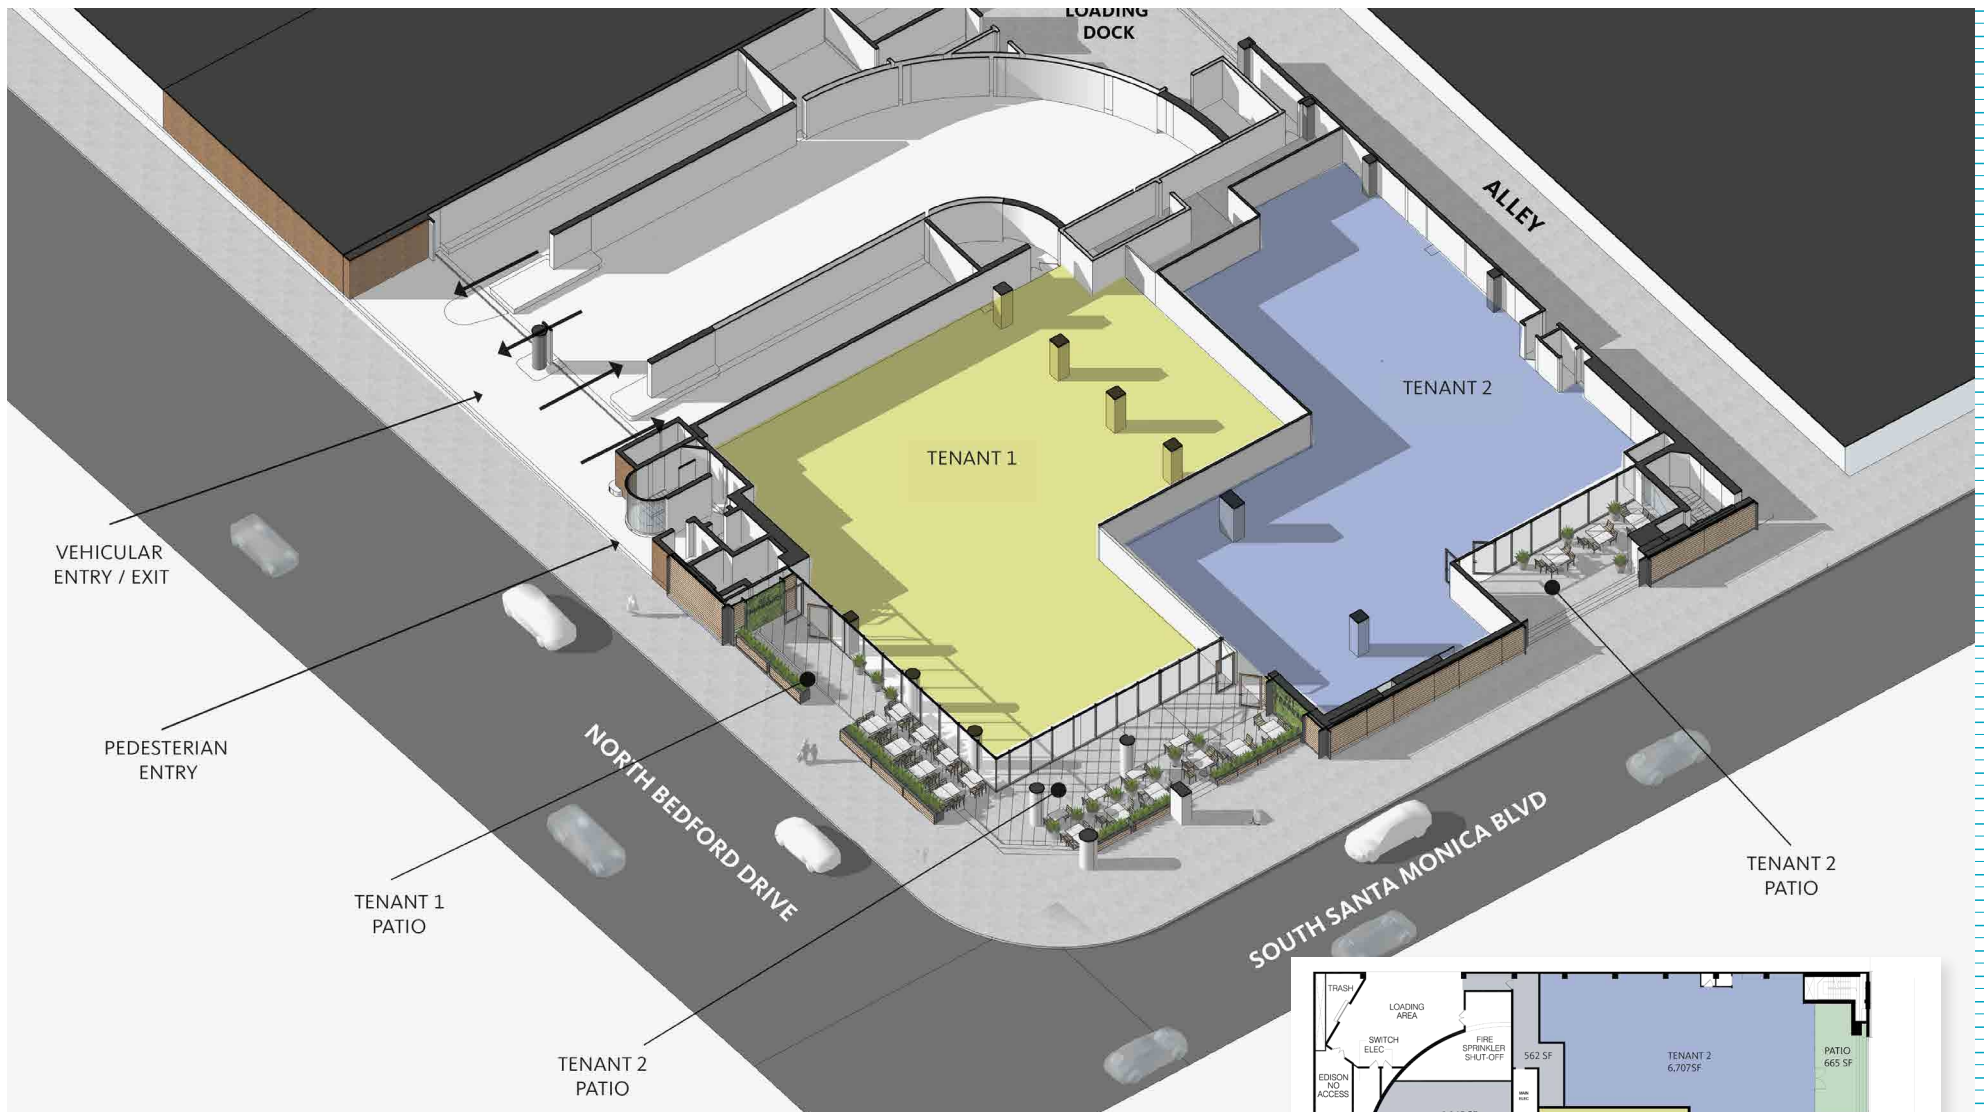 LOADING
DOCK
ALLEY
TENANT 2
TENANT 1
VEHICULAR
ENTRY / EXIT
PEDESTERIAN
ENTRY
NORTH BEDFORD DRIVE
SOUTH SANTA MONICA BLVD
TENANT 1
PATIO
TENANT 2
PATIO
TENANT 2
PATIO
TRASH
LOADING
AREA
SWITCH
ELEC
FIRE
SPRINKLER
SHUT-OFF
562 SF
TENANT 2
6,707SF
PATIO
665 SF
EDISON
NO
ACCESS
MAIN
ELEC